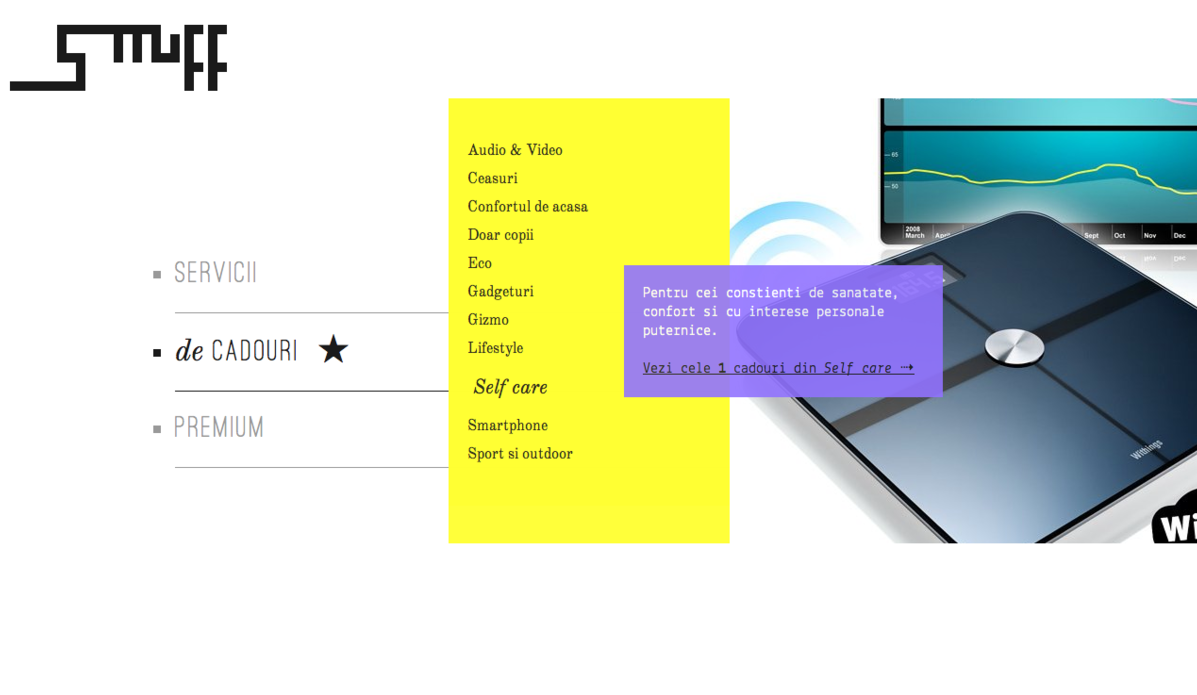 Stuff
SERVICII
de CADOURI ★
PREMIUM
Audio & Video
Ceasuri
Confortul de acasa
Doar copii
Eco
Gadgeturi
Gizmo
Lifestyle
Self care
Smartphone
Sport si outdoor
Pentru cei constienti de sanatate,
confort si cu interese personale
puternice.
Vezi cele 1 cadouri din Self care ⇢
65
50
2008
March
Sept Oct Nov Dec
Withings